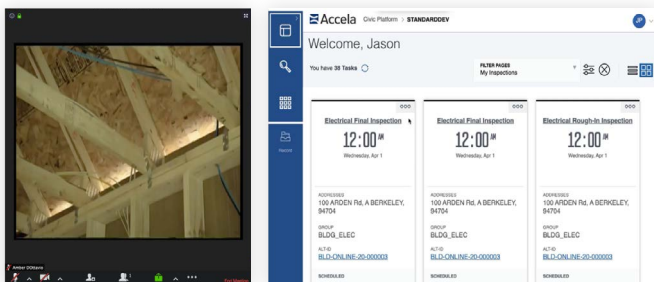 Accela Civic Platform > STANDARDDEV
JP
Welcome, Jason
You have 38 Tasks
FILTER PAGES
My Inspections
Electrical Final Inspection
12:00 AM
Wednesday, Apr 1
ADDRESSES
100 ARDEN Rd, A BERKELEY,
94704
GROUP
BLDG_ELEC
ALT-ID
BLD-ONLINE-20-000003
SCHEDULED
Electrical Final Inspection
12:00 AM
Wednesday, Apr 1
ADDRESSES
100 ARDEN Rd, A BERKELEY,
94704
GROUP
BLDG_ELEC
ALT-ID
BLD-ONLINE-20-000003
SCHEDULED
Electrical Rough-in Inspection
12:00 AM
Wednesday, Apr 1
ADDRESSES
100 ARDEN Rd, A BERKELEY,
94704
GROUP
BLDG_ELEC
ALT-ID
BLD-ONLINE-20-000003
SCHEDULED